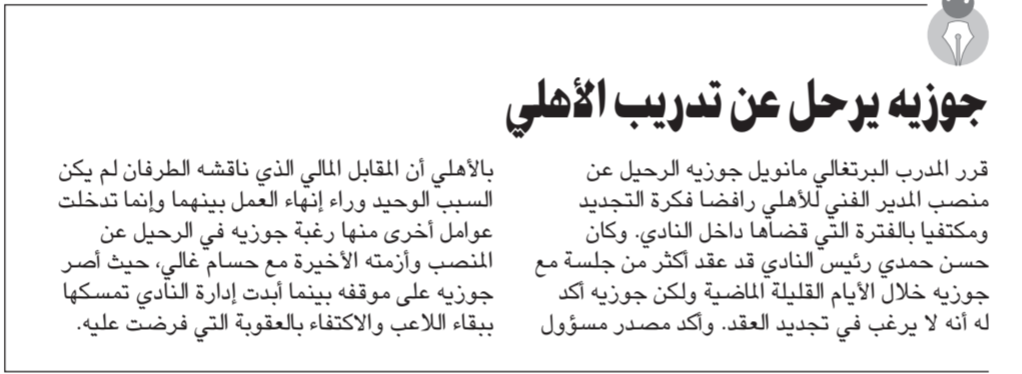 جوزيه يرحل عن تدريب الأهلي
قرر المدرب البرتغالي مانويل جوزيه الرحيل عن
منصب المدير الفني للأهلي رافضا فكرة التجديد
ومكتفيا بالفترة التي قضاها داخل النادي. وكان
حسن حمدي رئيس النادي قد عقد أكثر من جلسة مع
جوزيه خلال الأيام القليلة الماضية ولكن جوزيه أكد
له أنه لا يرغب في تجديد العقد. وأكد مصدر مسؤول
بالأهلي أن المقابل المالي الذي ناقشه الطرفان لم يكن
السبب الوحيد وراء إنهاء العمل بينهما وإنما تدخلت
عوامل أخرى منها رغبة جوزيه في الرحيل عن
المنصب وأزمته الأخيرة مع حسام غالي، حيث أصر
جوزيه على موقفه بينما أبدت إدارة النادي تمسكها
ببقاء اللاعب والاكتفاء بالعقوبة التي فرضت عليه.